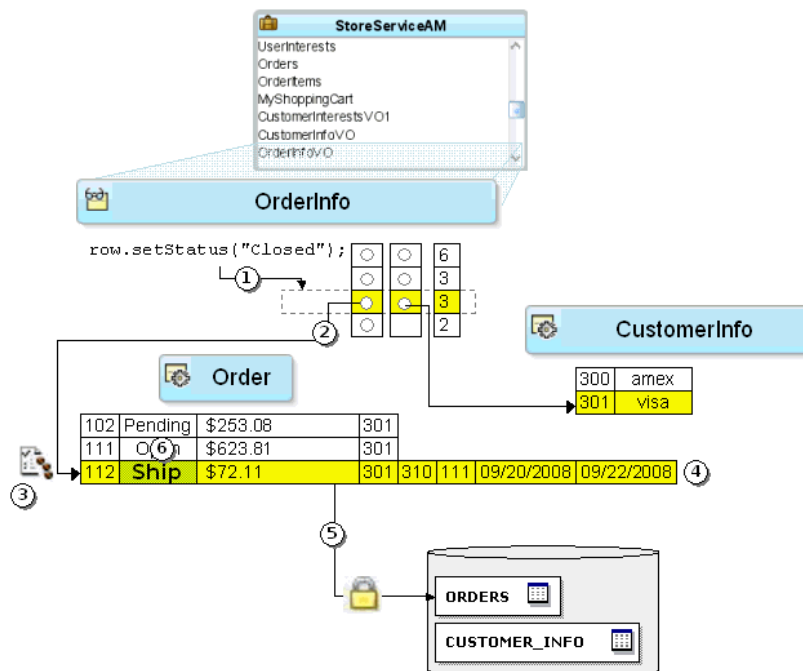 StoreServiceAM
UserInterests
Orders
OrderItems
MyShoppingCart
CustomerInterestsVO1
CustomerInfoVO
OrderInfoVO
OrderInfo
row.setStatus("Closed");
6
3
3
2
1
2
CustomerInfo
300 amex
301 visa
Order
102 Pending $253.08 301
111 $623.81 301
6
112 Ship $72.11 301 310 111 09/20/2008 09/22/2008
4
3
5
ORDERS
CUSTOMER_INFO